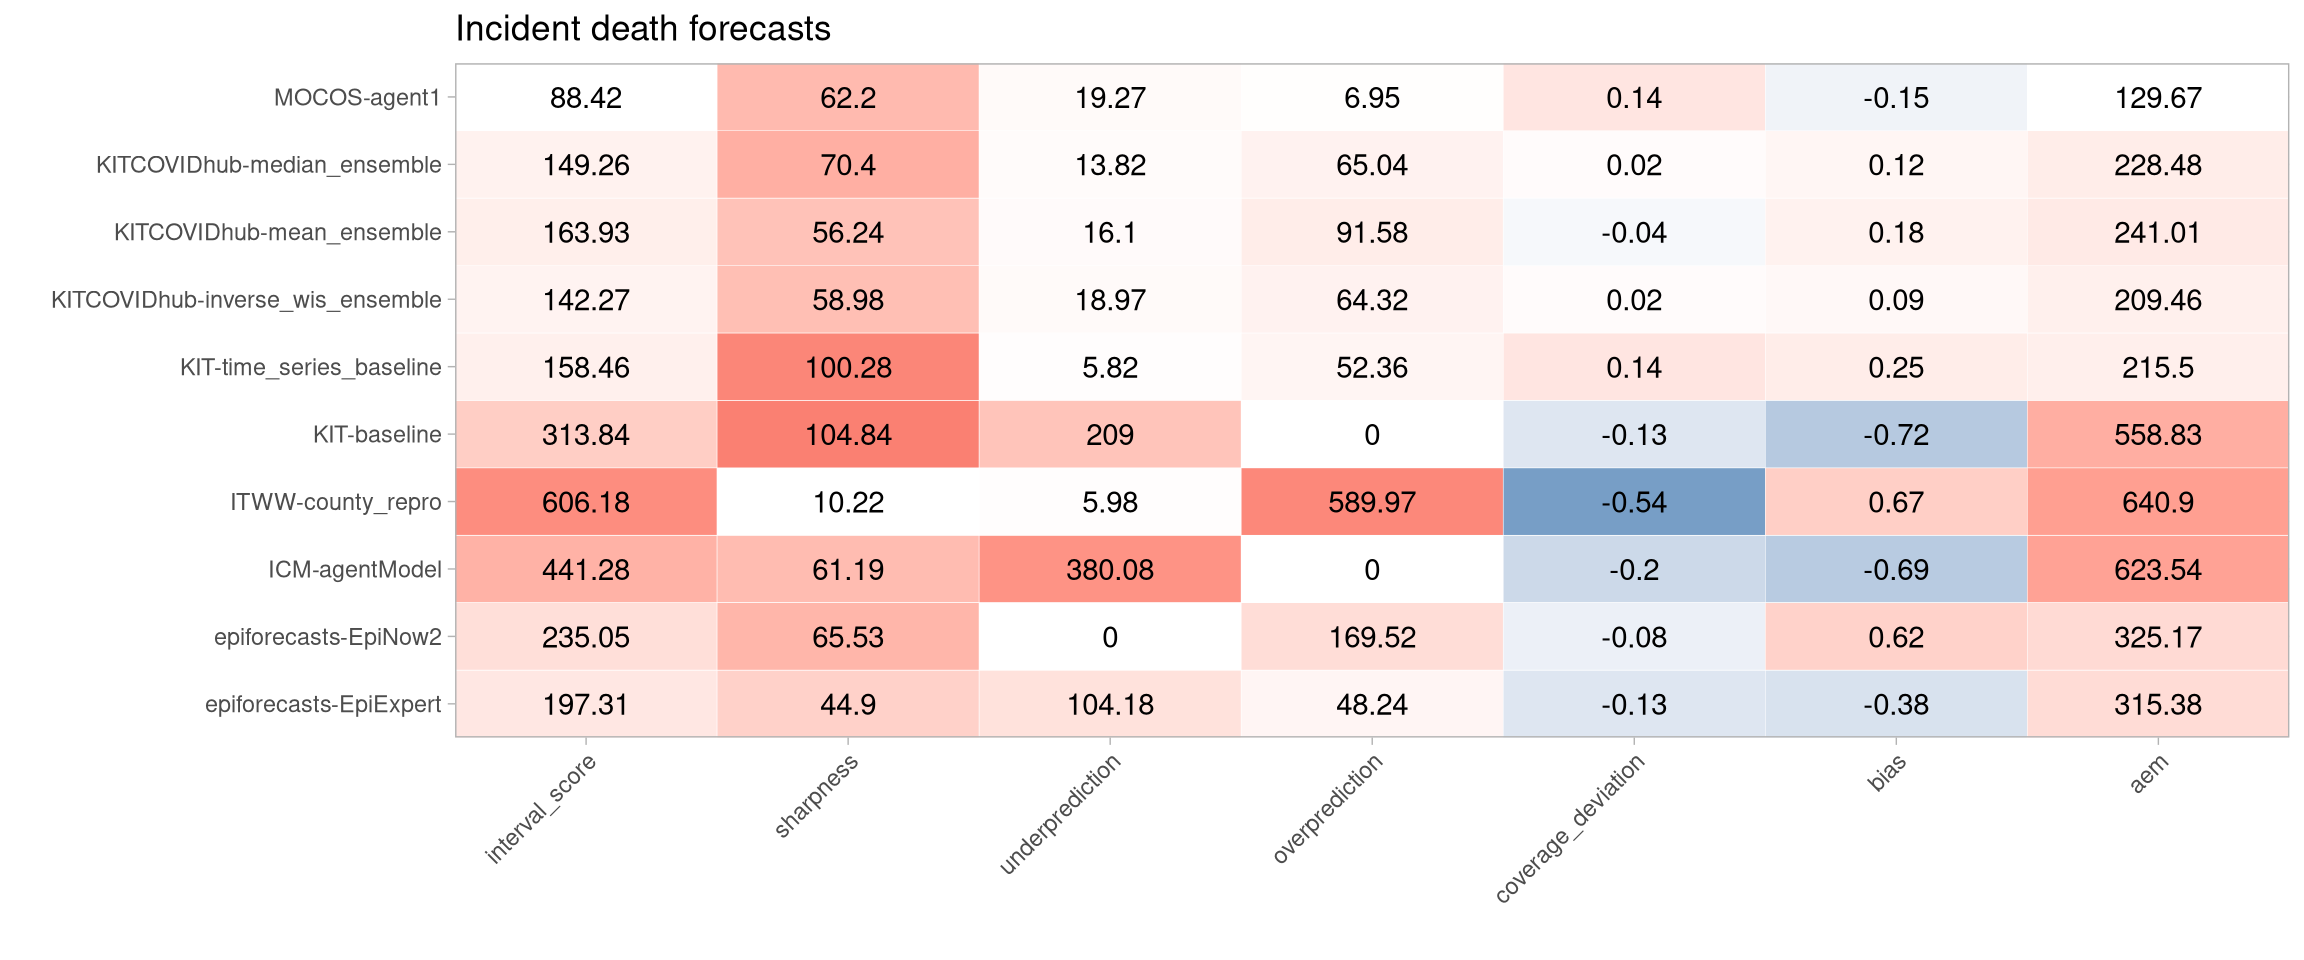 Incident death forecasts
MOCOS-agent1 88.42 62.2 19.27 6.95 0.14 -0.15 129.67
KITCOVIDhub-median_ensemble 149.26 70.4 13.82 65.04 0.02 0.12 228.48
KITCOVIDhub-mean_ensemble 163.93 56.24 16.1 91.58 -0.04 0.18 241.01
KITCOVIDhub-inverse_wis_ensemble 142.27 58.98 18.97 64.32 0.02 0.09 209.46
KIT-time_series_baseline 158.46 100.28 5.82 52.36 0.14 0.25 215.5
KIT-baseline 313.84 104.84 209 0 -0.13 -0.72 558.83
ITWW-county_repro 606.18 10.22 5.98 589.97 -0.54 0.67 640.9
ICM-agentModel 441.28 61.19 380.08 0 -0.2 -0.69 623.54
epiforecasts-EpiNow2 235.05 65.53 0 169.52 -0.08 0.62 325.17
epiforecasts-EpiExpert 197.31 44.9 104.18 48.24 -0.13 -0.38 315.38
interval_score sharpness underprediction overprediction coverage_deviation bias aem